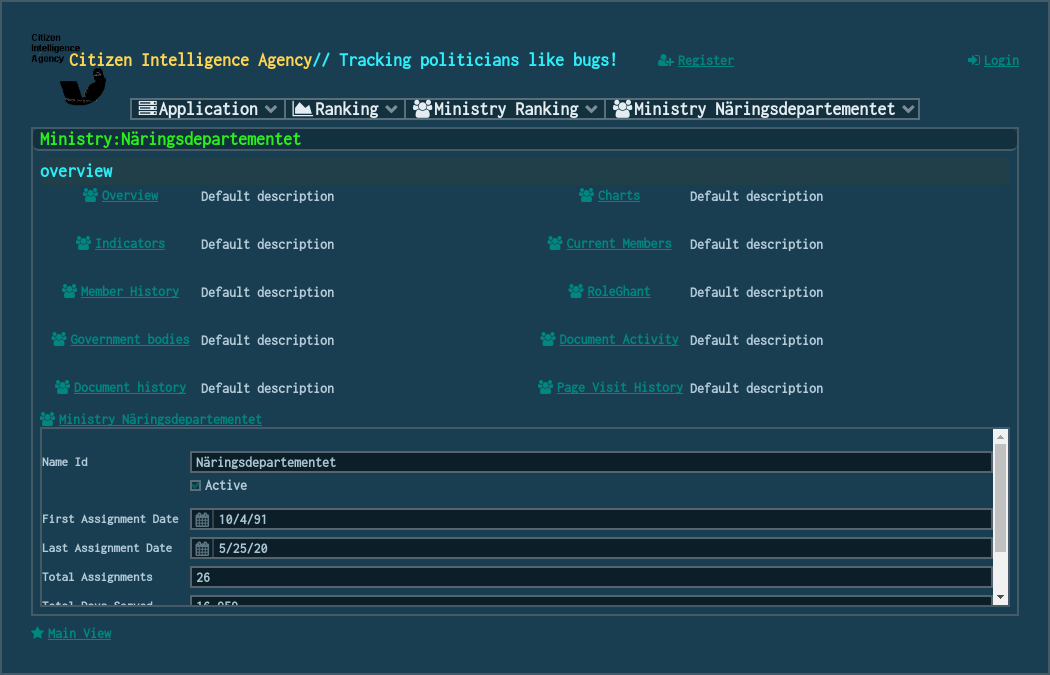 Citizen
Intelligence
Agency
Citizen Intelligence Agency// Tracking politicians like bugs!
Register
Login
Application
Ranking
Ministry Ranking
Ministry Näringsdepartementet
Ministry:Näringsdepartementet
overview
Overview Default description
Charts Default description
Indicators Default description
Current Members Default description
Member History Default description
RoleGhant Default description
Government bodies Default description
Document Activity Default description
Document history Default description
Page Visit History Default description
Ministry Näringsdepartementet
Name Id Näringsdepartementet
Active
First Assignment Date 10/4/91
Last Assignment Date 5/25/20
Total Assignments 26
Total Days Served
Main View